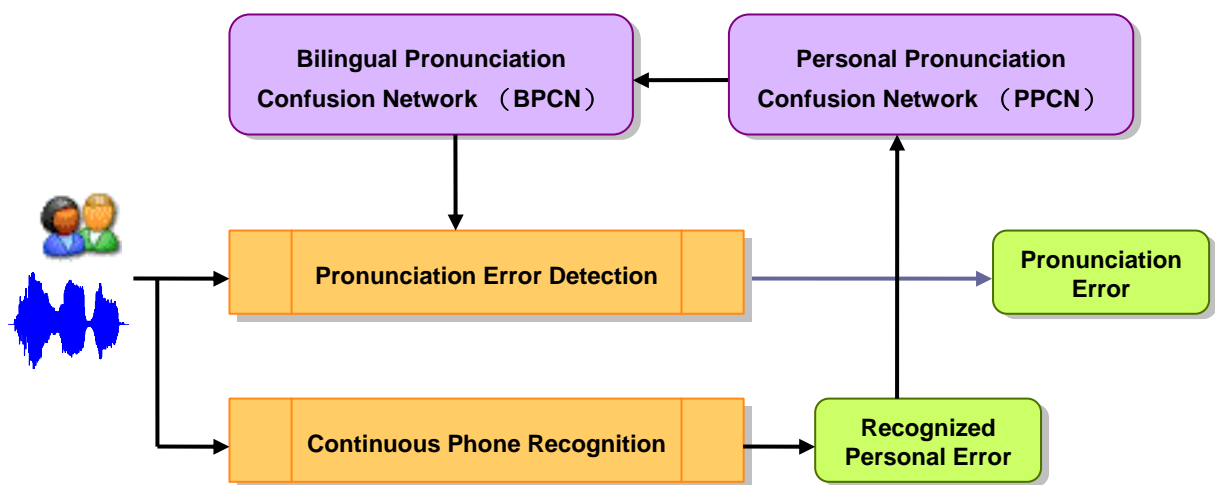 Bilingual Pronunciation
Confusion Network （BPCN）
Personal Pronunciation
Confusion Network （PPCN）
Pronunciation Error Detection
Pronunciation
Error
Continuous Phone Recognition
Recognized
Personal Error